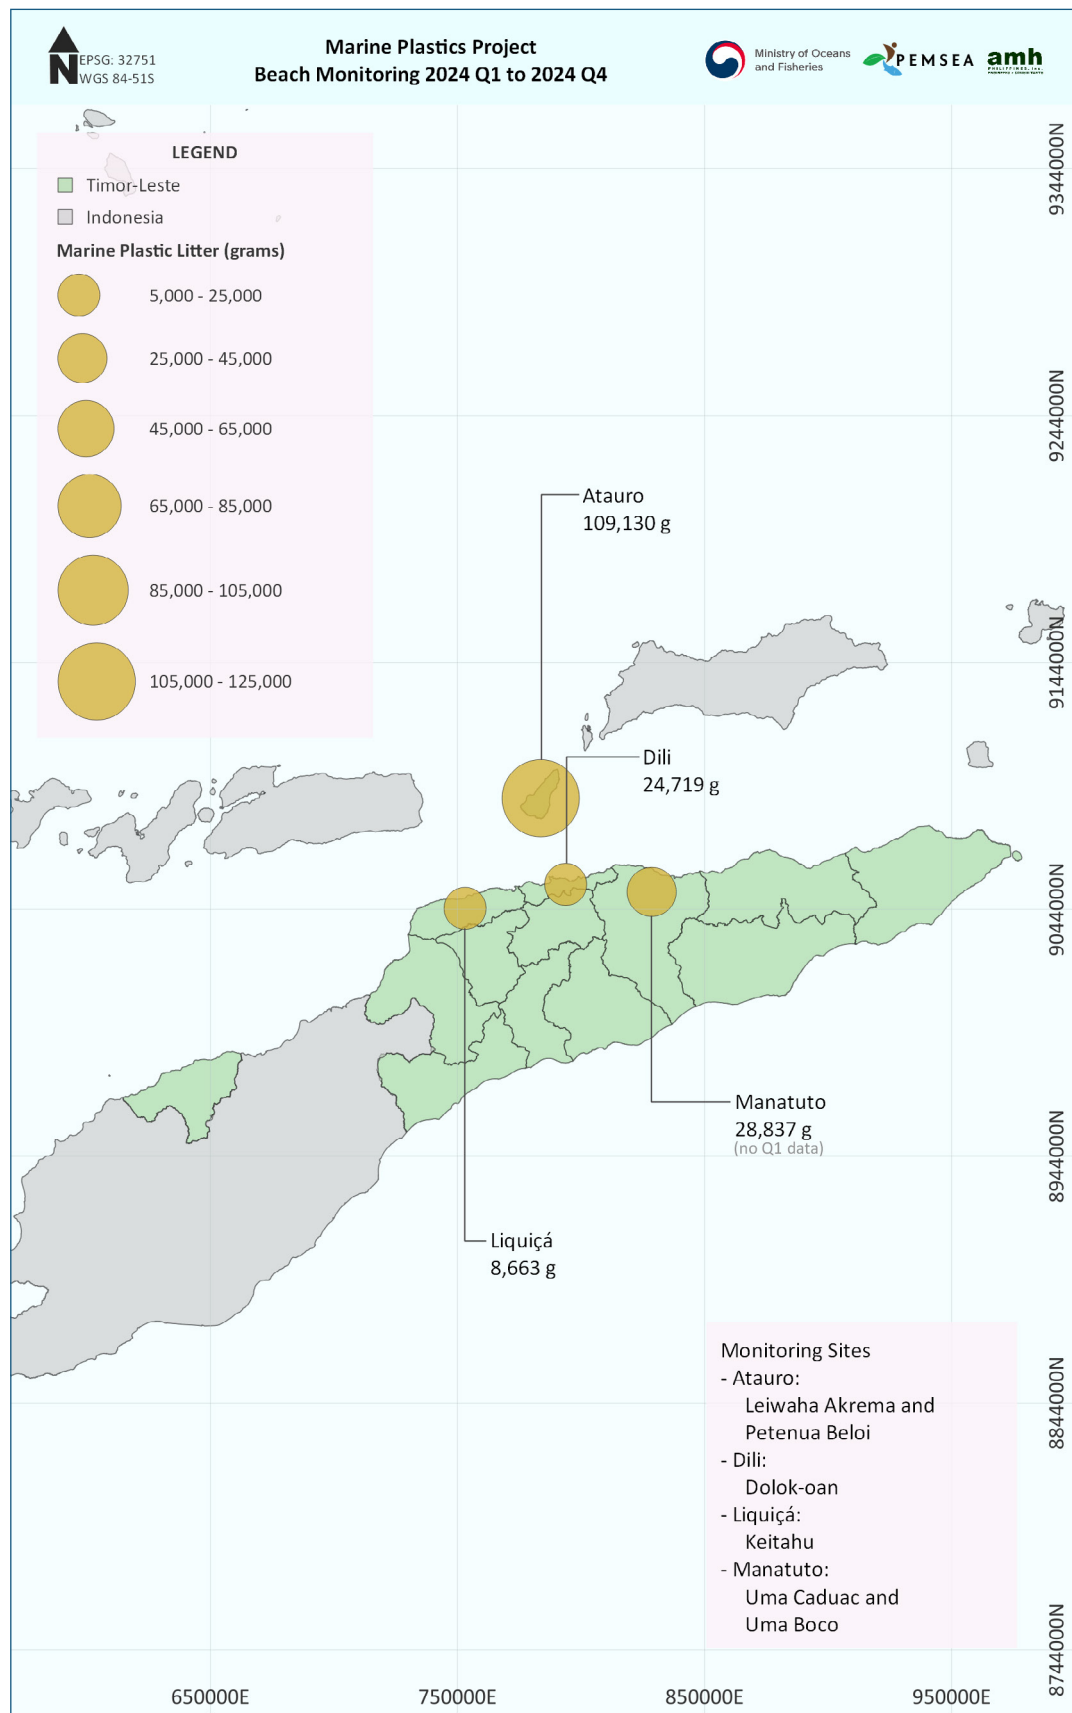 N
EPSG: 32751
WGS 84-51S
Marine Plastics Project
Beach Monitoring 2024 Q1 to 2024 Q4
Ministry of Oceans
and Fisheries
PEMSEA
amh
PHILIPPINES, INC.
LEGEND
Timor-Leste
Indonesia
Marine Plastic Litter (grams)
5,000 - 25,000
25,000 - 45,000
45,000 - 65,000
65,000 - 85,000
85,000 - 105,000
105,000 - 125,000
Atauro
109,130 g
Dili
24,719 g
Manatuto
28,837 g
(no Q1 data)
Liquiçá
8,663 g
Monitoring Sites
- Atauro:
Leiwaha Akrema and
Petenua Beloi
- Dili:
Dolok-oan
- Liquiçá:
Keitahu
- Manatuto:
Uma Caduac and
Uma Boco
9344000N
9244000N
9144000N
9044000N
8944000N
8844000N
8744000N
650000E
750000E
850000E
950000E